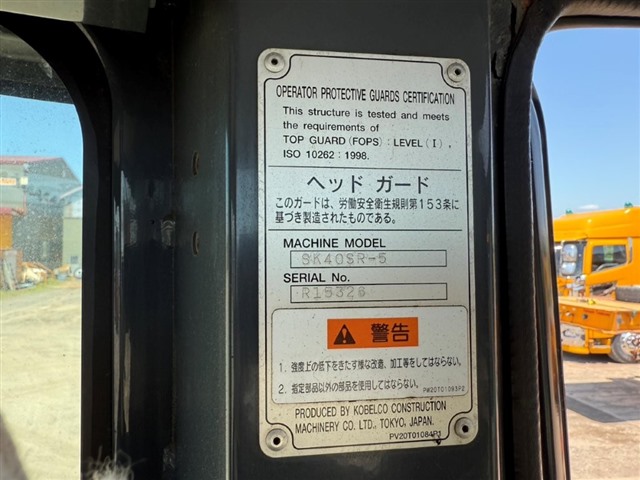 OPERATOR PROTECTIVE GUARDS CERTIFICATION
This structure is tested and meets
the requirements of
TOP GUARD (FOPS) : LEVEL (I) ,
ISO 10262 : 1998.
ヘッド ガード
このガードは、労働安全衛生規則第153条に
基づき製造されたものである。
MACHINE MODEL
SK40SR-5
SERIAL No.
R15326
警告
1. 強度上の低下をきたす様な改造、加工等をしてはならない。
2. 指定部品以外の部品を使用してはならない。
PW20T01093P2
PRODUCED BY KOBELCO CONSTRUCTION
MACHINERY CO. LTD., TOKYO, JAPAN.
PV20T01084P1